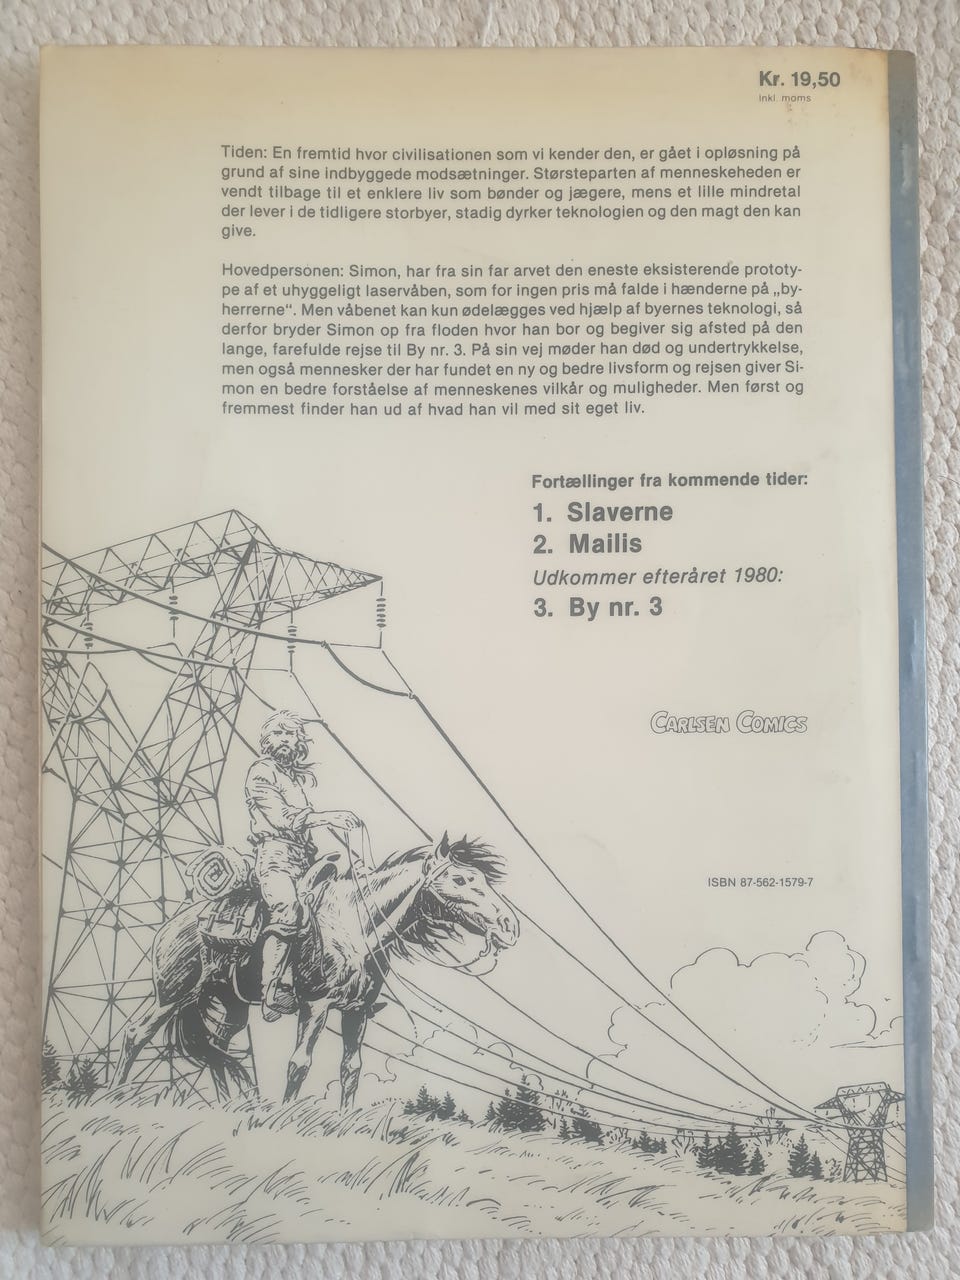 Kr. 19,50
inkl. moms
Tiden: En fremtid hvor civilisationen som vi kender den, er gået i opløsning på
grund af sine indbyggede modsætninger. Størsteparten af menneskeheden er
vendt tilbage til et enklere liv som bønder og jægere, mens et lille mindretal
der lever i de tidligere storbyer, stadig dyrker teknologien og den magt den kan
give.
Hovedpersonen: Simon, har fra sin far arvet den eneste eksisterende prototy-
pe af et uhyggeligt laservåben, som for ingen pris må falde i hænderne på „by-
herrerne“. Men våbenet kan kun ødelægges ved hjælp af byernes teknologi, så
derfor bryder Simon op fra floden hvor han bor og begiver sig afsted på den
lange, farefulde rejse til By nr. 3. På sin vej møder han død og undertrykkelse,
men også mennesker der har fundet en ny og bedre livsform og rejsen giver Si-
mon en bedre forståelse af menneskenes vilkår og muligheder. Men først og
fremmest finder han ud af hvad han vil med sit eget liv.
Fortællinger fra kommende tider:
1. Slaverne
2. Mailis
Udkommer efteråret 1980:
3. By nr. 3
CARLSEN COMICS
ISBN 87-562-1579-7